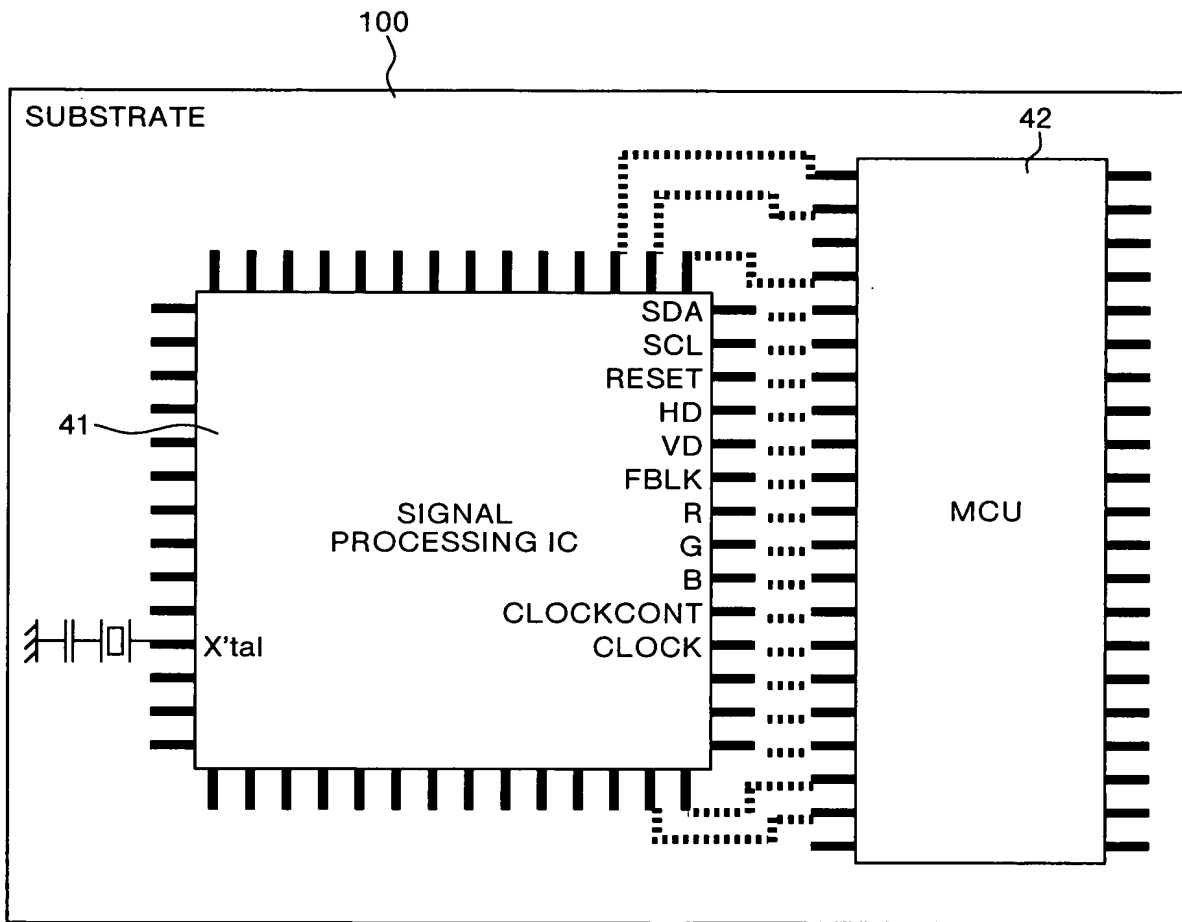 100
SUBSTRATE
42
SDA
SCL
RESET
HD
41
VD
FBLK
R
SIGNAL
PROCESSING IC
MCU
G
B
CLOCKCONT
X'tal
CLOCK